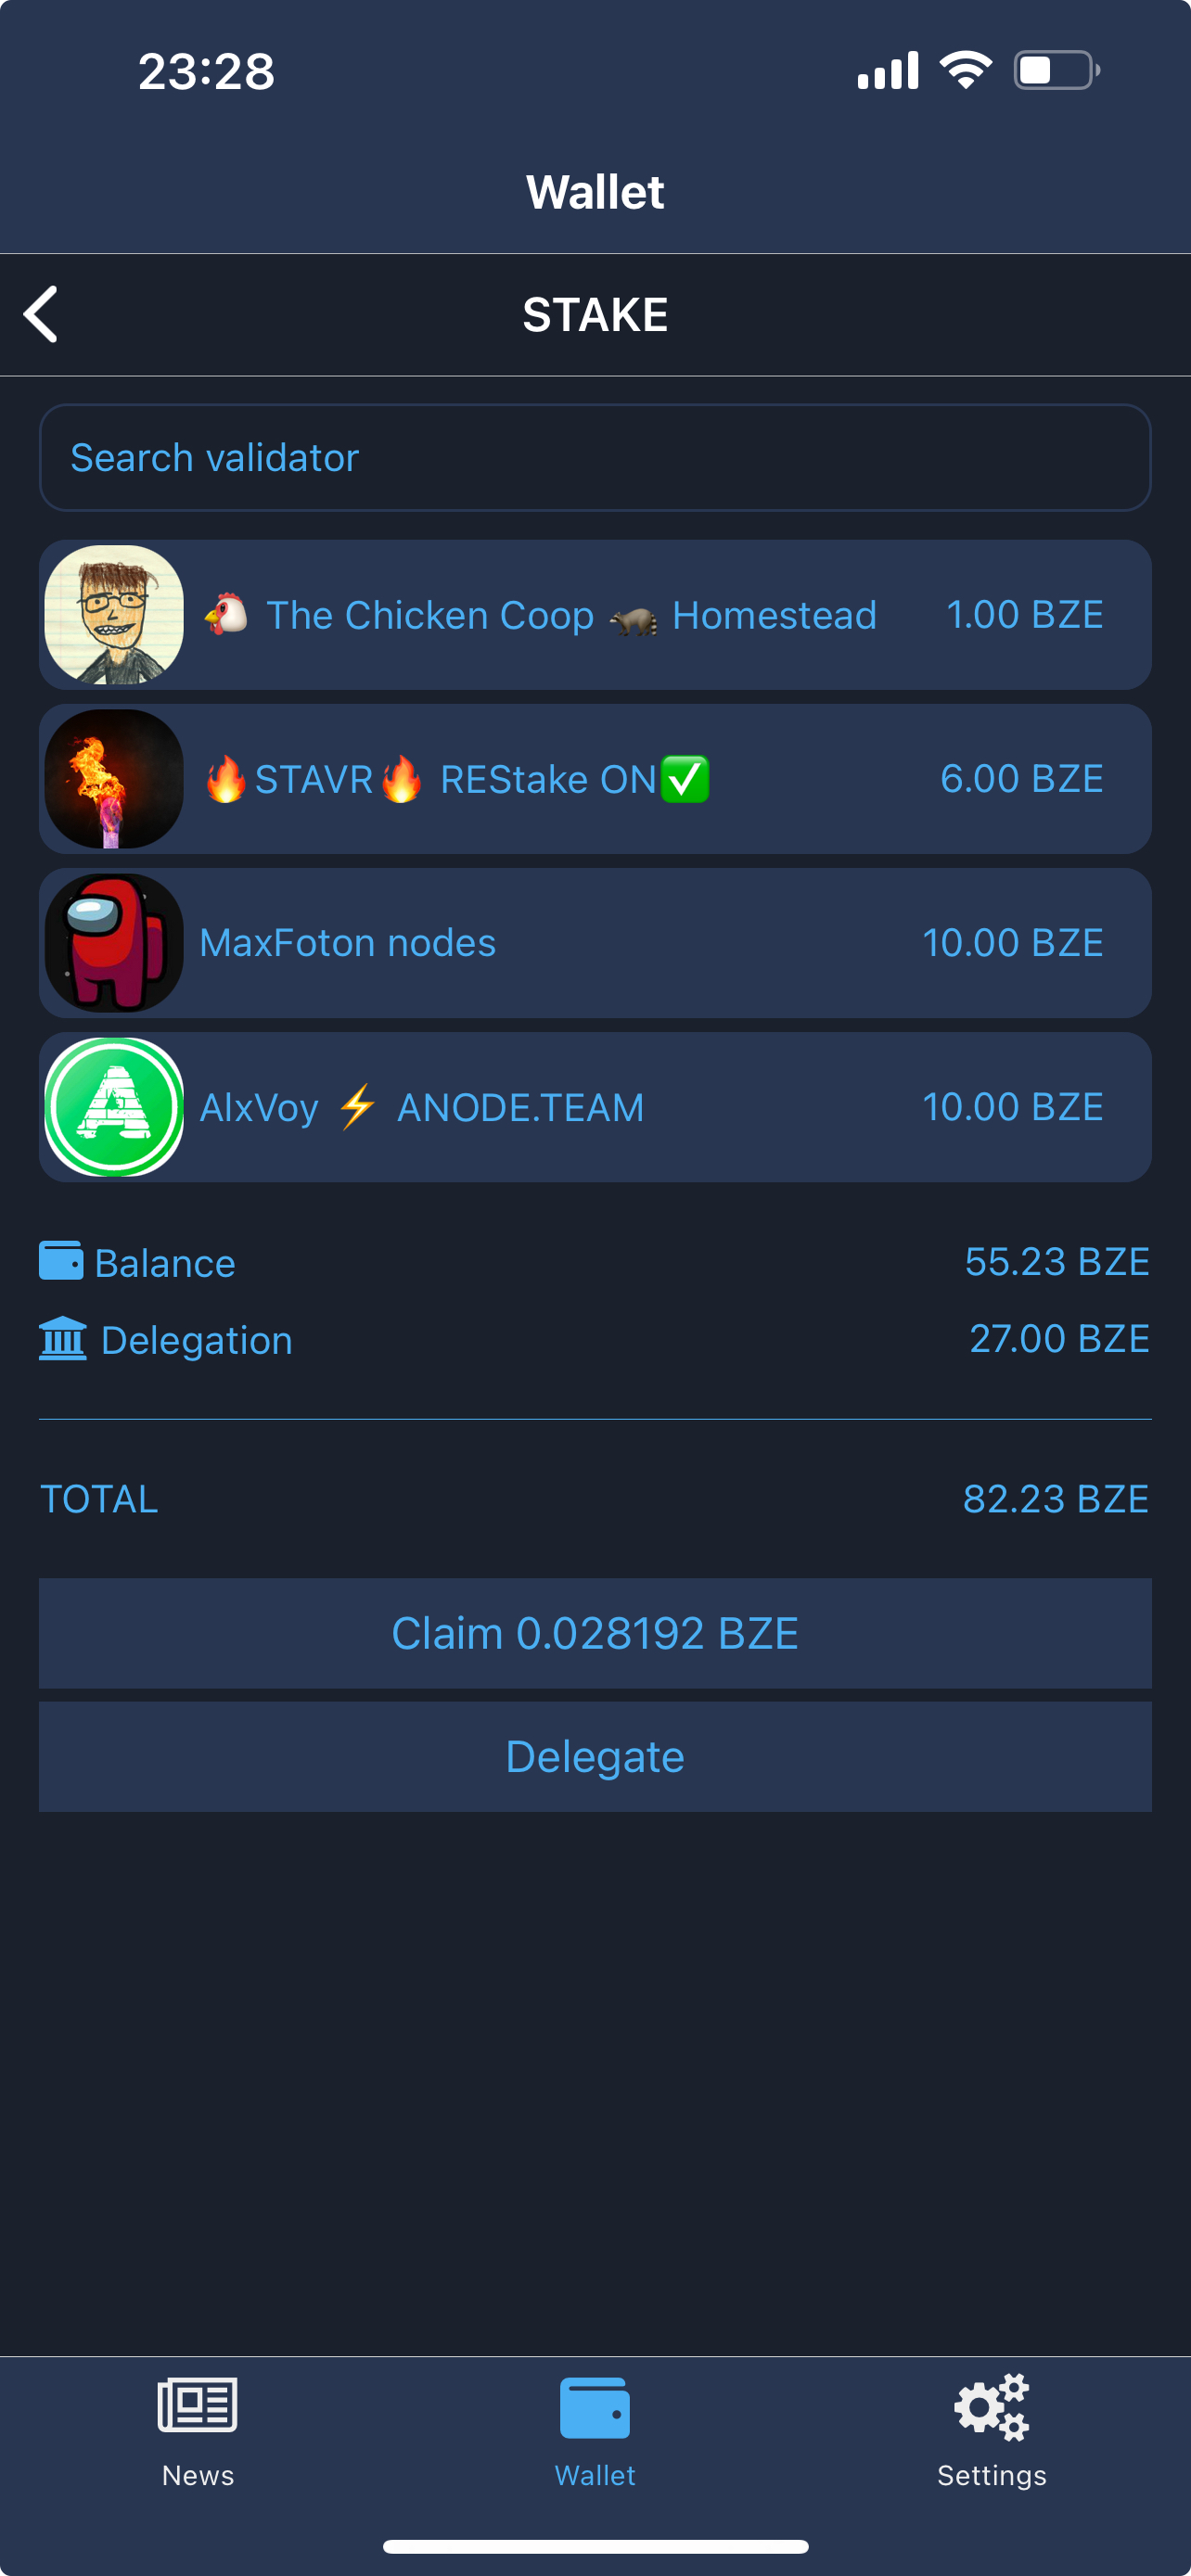 23:28
Wallet
STAKE
Search validator
🐔 The Chicken Coop 🦝 Homestead 1.00 BZE
🔥STAVR🔥 REStake ON✅ 6.00 BZE
MaxFoton nodes 10.00 BZE
AlxVoy ⚡ ANODE.TEAM 10.00 BZE
Balance 55.23 BZE
Delegation 27.00 BZE
TOTAL 82.23 BZE
Claim 0.028192 BZE
Delegate
News Wallet Settings